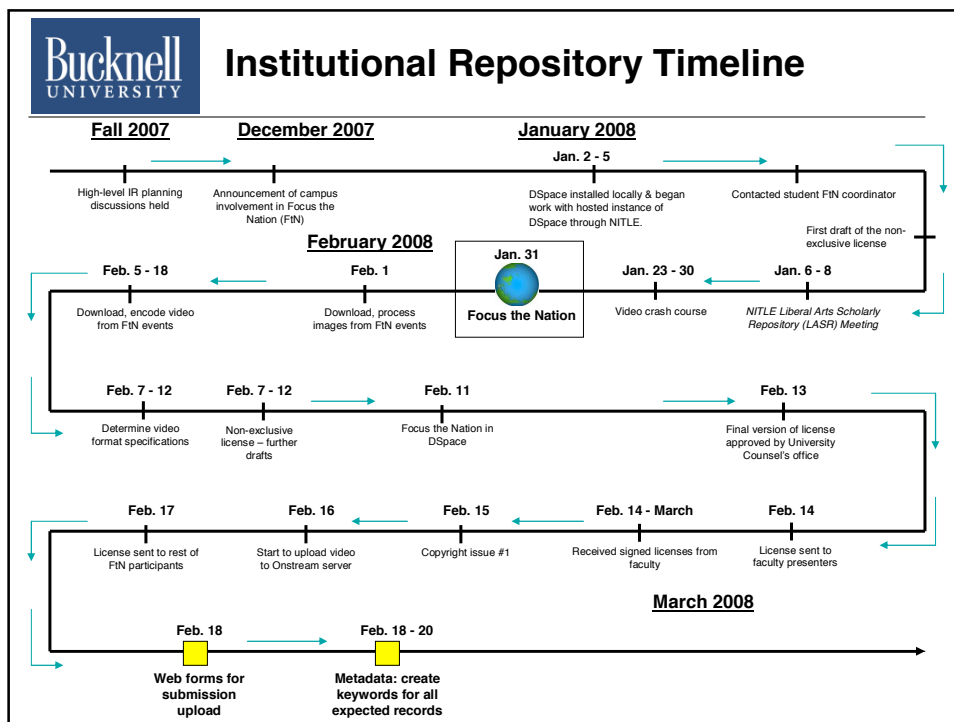 Bucknell
UNIVERSITY
Institutional Repository Timeline
Fall 2007
December 2007
January 2008
Jan. 2 - 5
High-level IR planning
discussions held
Announcement of campus
involvement in Focus the
Nation (FtN)
DSpace installed locally & began
work with hosted instance of
DSpace through NITLE.
Contacted student FtN coordinator
First draft of the non-
exclusive license
February 2008
Jan. 31
Focus the Nation
Jan. 23 - 30
Video crash course
Jan. 6 - 8
NITLE Liberal Arts Scholarly
Repository (LASR) Meeting
Feb. 1
Download, process
images from FtN events
Feb. 5 - 18
Download, encode video
from FtN events
Feb. 7 - 12
Determine video
format specifications
Feb. 7 - 12
Non-exclusive
license – further
drafts
Feb. 11
Focus the Nation in
DSpace
Feb. 13
Final version of license
approved by University
Counsel's office
Feb. 14
License sent to
faculty presenters
Feb. 14 - March
Received signed licenses from
faculty
Feb. 15
Copyright issue #1
Feb. 16
Start to upload video
to Onstream server
Feb. 17
License sent to rest of
FtN participants
March 2008
Feb. 18
Web forms for
submission
upload
Feb. 18 - 20
Metadata: create
keywords for all
expected records